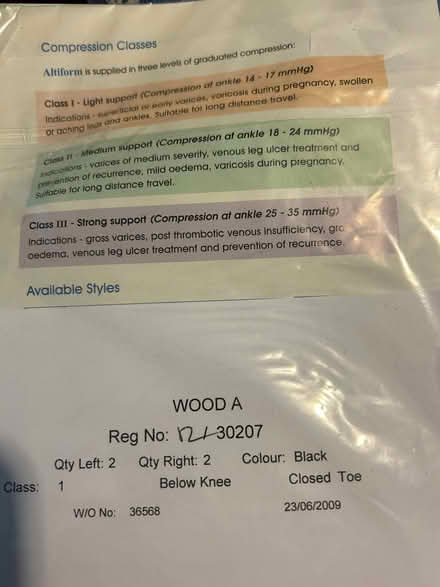 Compression Classes
Altiform is supplied in three levels of graduated compression:
Class I - Light support (Compression at ankle 14 - 17 mmHg)
Indications - superficial or early varices, varicosis during pregnancy, swollen
or aching legs and ankles. Suitable for long distance travel.
Class II - Medium support (Compression at ankle 18 - 24 mmHg)
Indications - varices of medium severity, venous leg ulcer treatment and
prevention of recurrence, mild oedema, varicosis during pregnancy.
Suitable for long distance travel.
Class III - Strong support (Compression at ankle 25 - 35 mmHg)
Indications - gross varices, post thrombotic venous insufficiency, gro
oedema, venous leg ulcer treatment and prevention of recurrence.
Available Styles
WOOD A
Reg No: 12/30207
Qty Left: 2 Qty Right: 2 Colour: Black
Class: 1 Below Knee Closed Toe
W/O No: 36568 23/06/2009